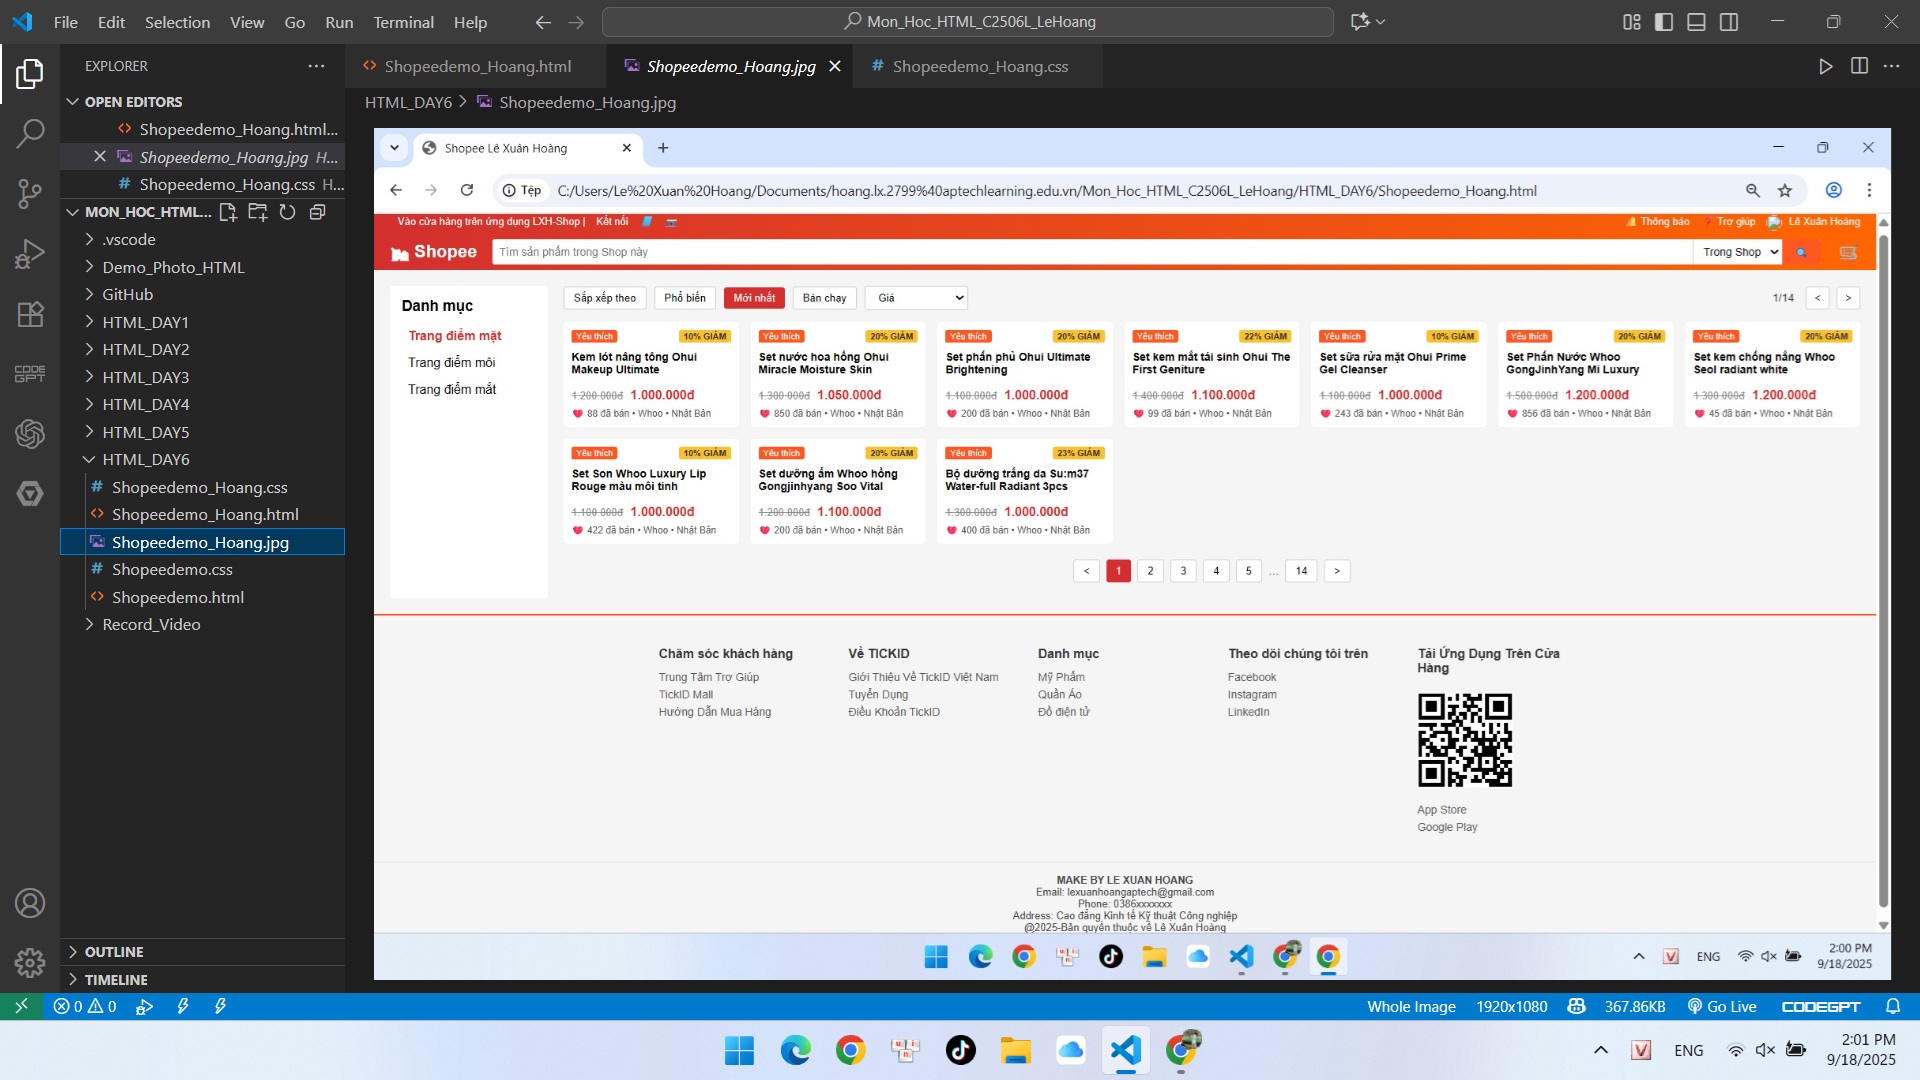 File Edit Selection View Go Run Terminal Help
Mon_Hoc_HTML_C2506L_LeHoang
EXPLORER
OPEN EDITORS
Shopeedemo_Hoang.html...
Shopeedemo_Hoang.jpg H...
Shopeedemo_Hoang.css H...
MON_HOC_HTML...
.vscode
Demo_Photo_HTML
GitHub
HTML_DAY1
HTML_DAY2
HTML_DAY3
HTML_DAY4
HTML_DAY5
HTML_DAY6
Shopeedemo_Hoang.css
Shopeedemo_Hoang.html
Shopeedemo_Hoang.jpg
Shopeedemo.css
Shopeedemo.html
Record_Video
OUTLINE
TIMELINE
CODE GPT
Shopeedemo_Hoang.html
Shopeedemo_Hoang.jpg
Shopeedemo_Hoang.css
HTML_DAY6 > Shopeedemo_Hoang.jpg
Shopee Lê Xuân Hoàng
Tệp C:/Users/Le%20Xuan%20Hoang/Documents/hoang.lx.2799%40aptechlearning.edu.vn/Mon_Hoc_HTML_C2506L_LeHoang/HTML_DAY6/Shopeedemo_Hoang.html
Vào cửa hàng trên ứng dụng LXH-Shop | Kết nối
Thông báo Trợ giúp Lê Xuân Hoàng
Shopee Tìm sản phẩm trong Shop này Trong Shop
Danh mục
Trang điểm mặt
Trang điểm môi
Trang điểm mắt
Sắp xếp theo Phổ biến Mới nhất Bán chạy Giá 1/14 < >
Yêu thích 10% GIẢM
Kem lót nâng tông Ohui
Makeup Ultimate
1.200.000đ 1.000.000đ
88 đã bán • Whoo • Nhật Bản
Yêu thích 20% GIẢM
Set nước hoa hồng Ohui
Miracle Moisture Skin
1.300.000đ 1.050.000đ
850 đã bán • Whoo • Nhật Bản
Yêu thích 20% GIẢM
Set phấn phủ Ohui Ultimate
Brightening
1.100.000đ 1.000.000đ
200 đã bán • Whoo • Nhật Bản
Yêu thích 22% GIẢM
Set kem mắt tái sinh Ohui The
First Geniture
1.400.000đ 1.100.000đ
99 đã bán • Whoo • Nhật Bản
Yêu thích 10% GIẢM
Set sữa rửa mặt Ohui Prime
Gel Cleanser
1.100.000đ 1.000.000đ
243 đã bán • Whoo • Nhật Bản
Yêu thích 20% GIẢM
Set Phấn Nước Whoo
GongJinhYang Mi Luxury
1.500.000đ 1.200.000đ
856 đã bán • Whoo • Nhật Bản
Yêu thích 20% GIẢM
Set kem chống nắng Whoo
Seol radiant white
1.300.000đ 1.200.000đ
45 đã bán • Whoo • Nhật Bản
Yêu thích 10% GIẢM
Set Son Whoo Luxury Lip
Rouge màu môi tình
1.100.000đ 1.000.000đ
422 đã bán • Whoo • Nhật Bản
Yêu thích 20% GIẢM
Set dưỡng ẩm Whoo hồng
Gongjinhyang Soo Vital
1.200.000đ 1.100.000đ
200 đã bán • Whoo • Nhật Bản
Yêu thích 23% GIẢM
Bộ dưỡng trắng da Su:m37
Water-full Radiant 3pcs
1.300.000đ 1.000.000đ
400 đã bán • Whoo • Nhật Bản
< 1 2 3 4 5 ... 14 >
Chăm sóc khách hàng
Trung Tâm Trợ Giúp
TickID Mall
Hướng Dẫn Mua Hàng
Về TICKID
Giới Thiệu Về TickID Việt Nam
Tuyển Dụng
Điều Khoản TickID
Danh mục
Mỹ Phẩm
Quần Áo
Đồ điện tử
Theo dõi chúng tôi trên
Facebook
Instagram
LinkedIn
Tải Ứng Dụng Trên Cửa
Hàng
App Store
Google Play
MAKE BY LE XUAN HOANG
Email: lexuanhoangaptech@gmail.com
Phone: 0386xxxxxxx
Address: Cao đẳng Kinh tế Kỹ thuật Công nghiệp
@2025-Bản quyền thuộc về Lê Xuân Hoàng
ENG 2:00 PM
9/18/2025
0 0 Whole Image 1920x1080 367.86KB Go Live CODEGPT
ENG 2:01 PM
9/18/2025